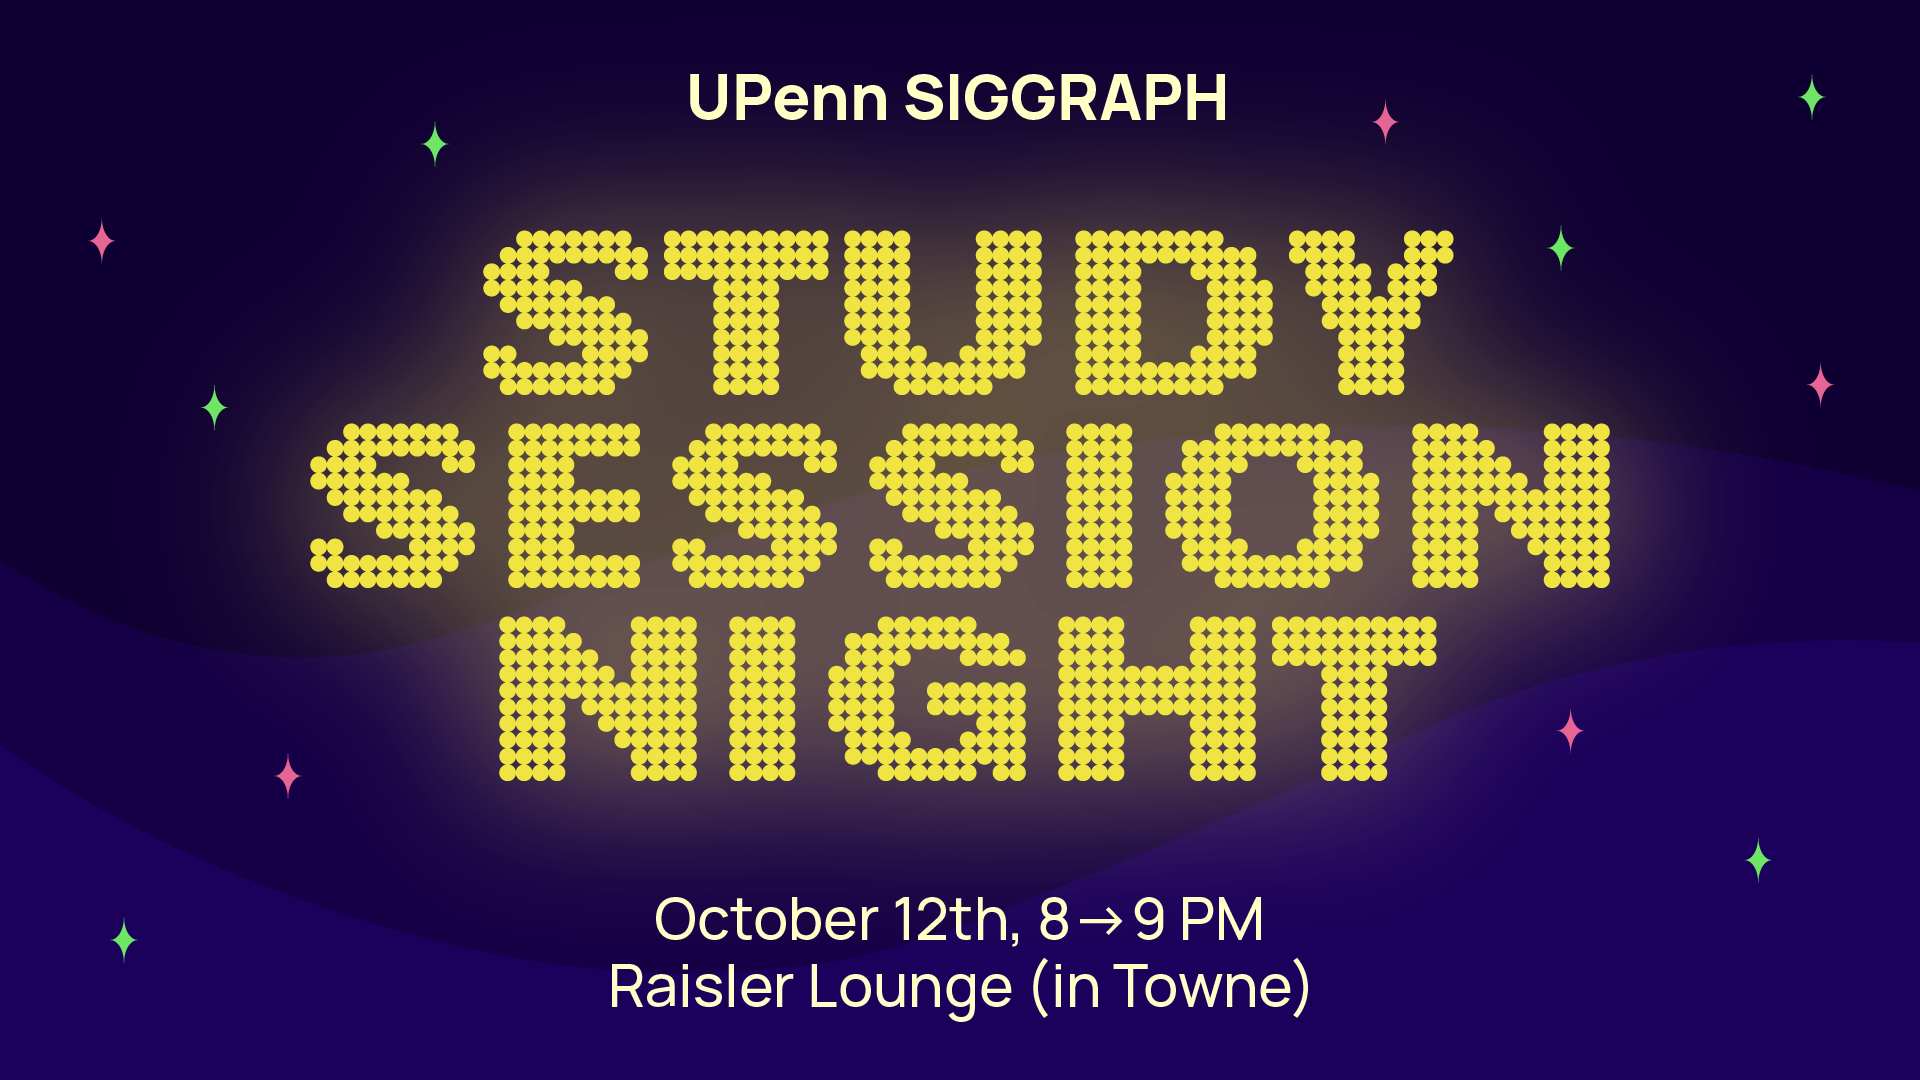 UPenn SIGGRAPH
STUDY
SESSION
NIGHT
October 12th, 8→9 PM
Raisler Lounge (in Towne)